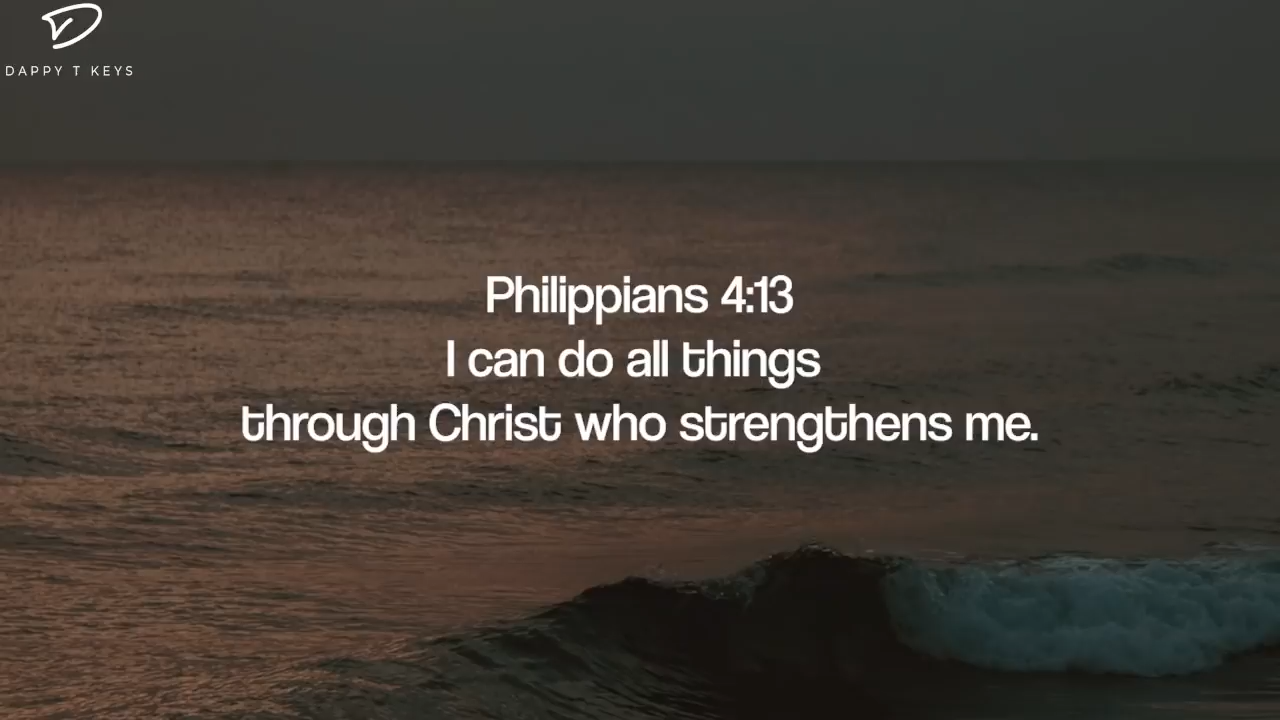 DAPPY T KEYS
Philippians 4:13
I can do all things
through Christ who strengthens me.